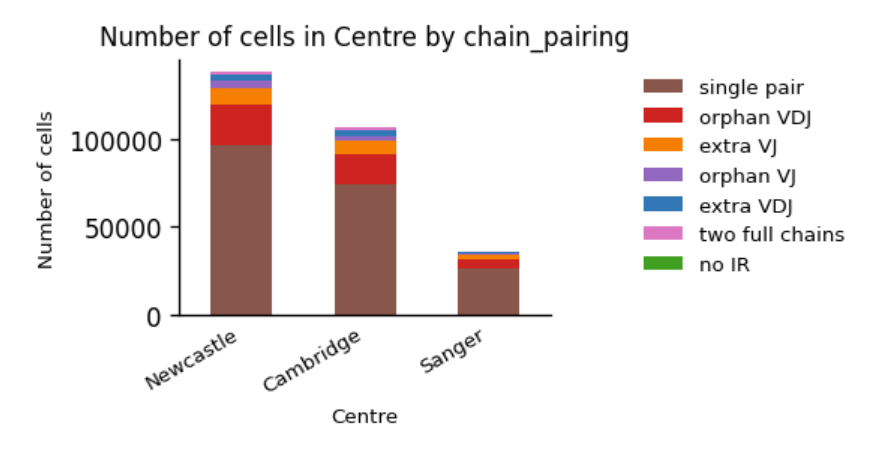 Number of cells in Centre by chain_pairing
Number of cells
100000
50000
0
Newcastle
Cambridge
Sanger
Centre
single pair
orphan VDJ
extra VJ
orphan VJ
extra VDJ
two full chains
no IR